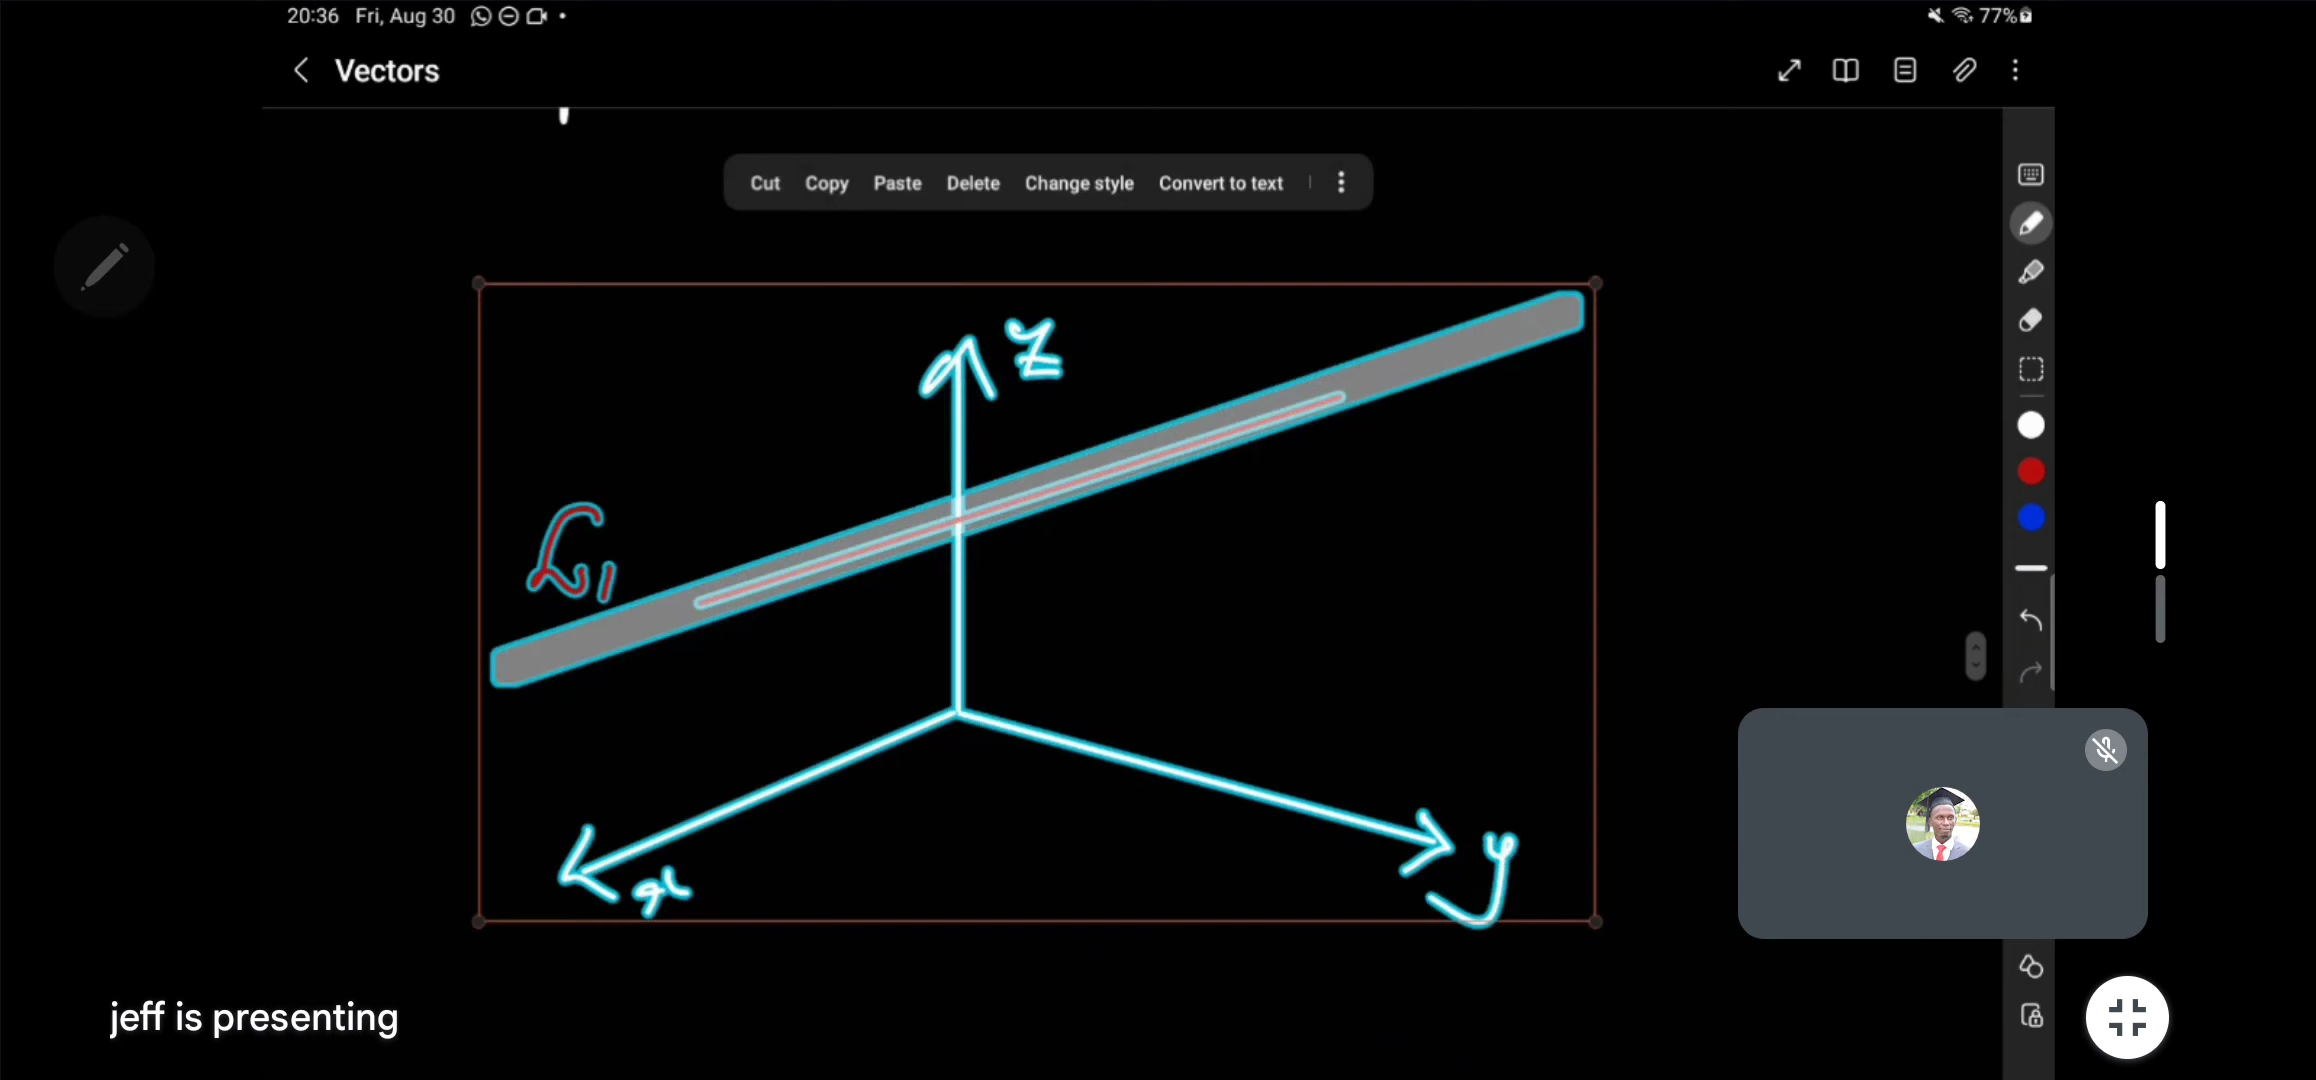 20:36 Fri, Aug 30
77%
Vectors
Cut Copy Paste Delete Change style Convert to text
z
L1
x
y
jeff is presenting